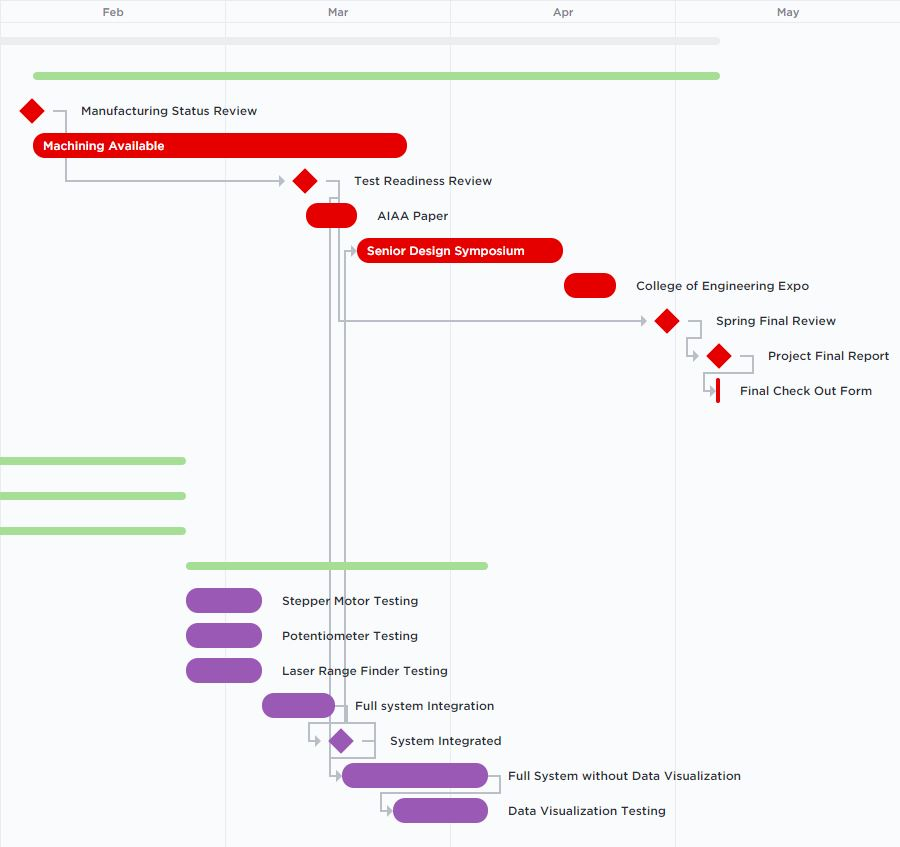 Feb Mar Apr May
Manufacturing Status Review
Machining Available
Test Readiness Review
AIAA Paper
Senior Design Symposium
College of Engineering Expo
Spring Final Review
Project Final Report
Final Check Out Form
Stepper Motor Testing
Potentiometer Testing
Laser Range Finder Testing
Full system Integration
System Integrated
Full System without Data Visualization
Data Visualization Testing